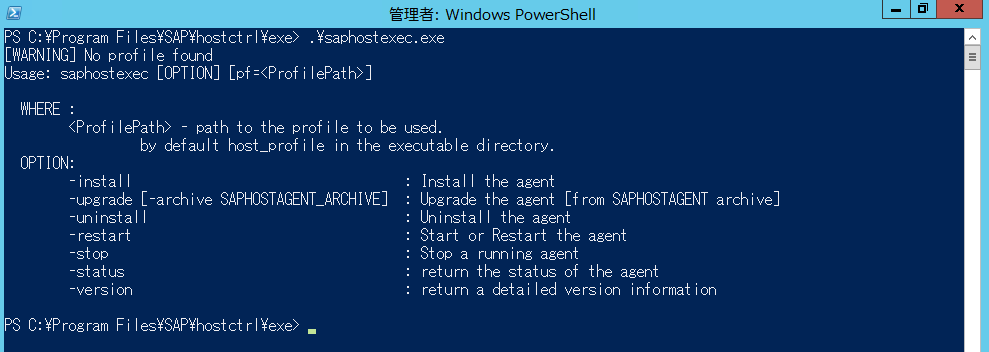 管理者: Windows PowerShell
PS C:¥Program Files¥SAP¥hostctrl¥exe> .¥saphostexec.exe
[WARNING] No profile found
Usage: saphostexec [OPTION] [pf=<ProfilePath>]
WHERE :
<ProfilePath> - path to the profile to be used.
by default host_profile in the executable directory.
OPTION:
-install : Install the agent
-upgrade [-archive SAPHOSTAGENT_ARCHIVE] : Upgrade the agent [from SAPHOSTAGENT archive]
-uninstall : Uninstall the agent
-restart : Start or Restart the agent
-stop : Stop a running agent
-status : return the status of the agent
-version : return a detailed version information
PS C:¥Program Files¥SAP¥hostctrl¥exe>